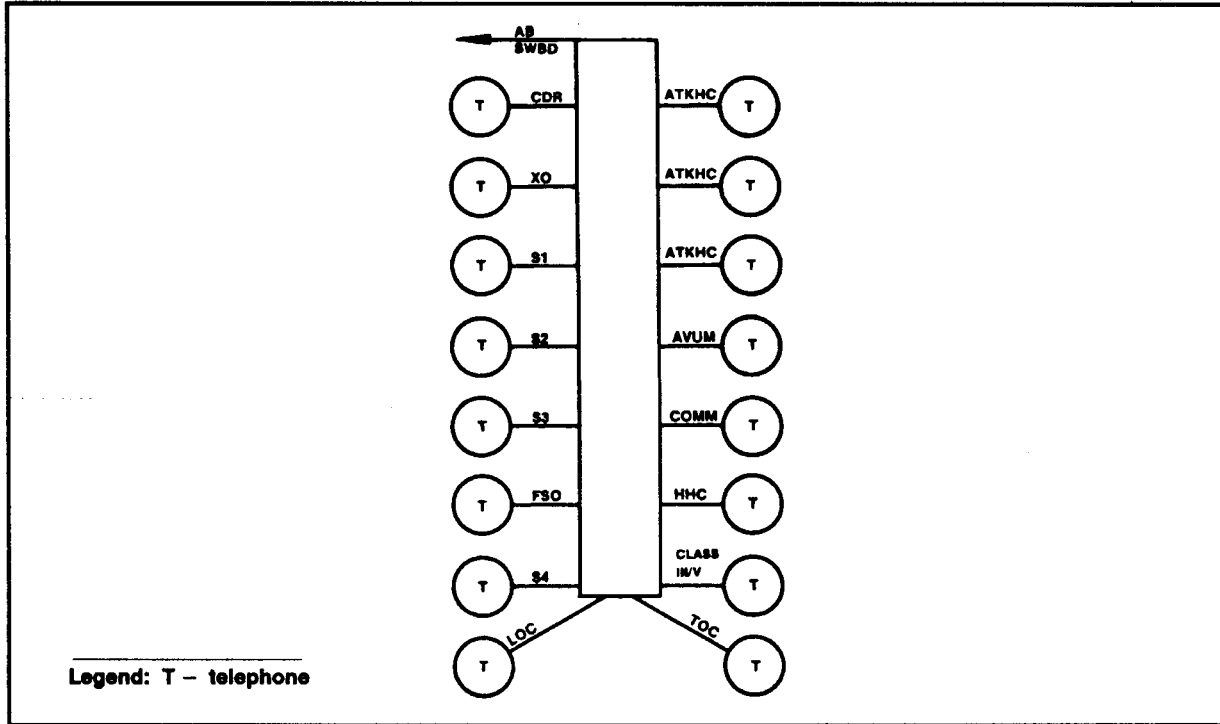 AB
SWBD
T CDR ATKHC T
T XO ATKHC T
T S1 ATKHC T
T S2 AVUM T
T S3 COMM T
T FSO HHC T
T S4 CLASS
IN/V T
T LOC TOC T
Legend: T – telephone